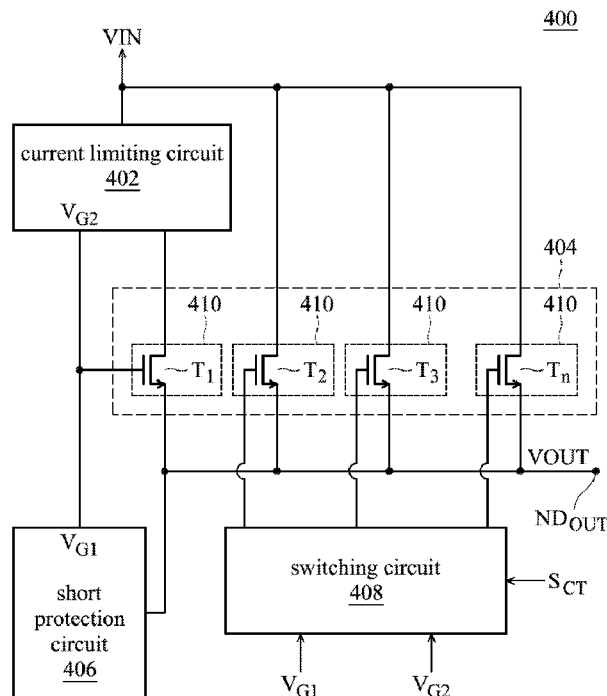 400
VIN
current limiting circuit
402
VG2
404
410 410 410 410
T1 T2 T3 Tn
VOUT
NDOUT
VG1
short
protection
circuit
406
switching circuit
408
SCT
VG1 VG2